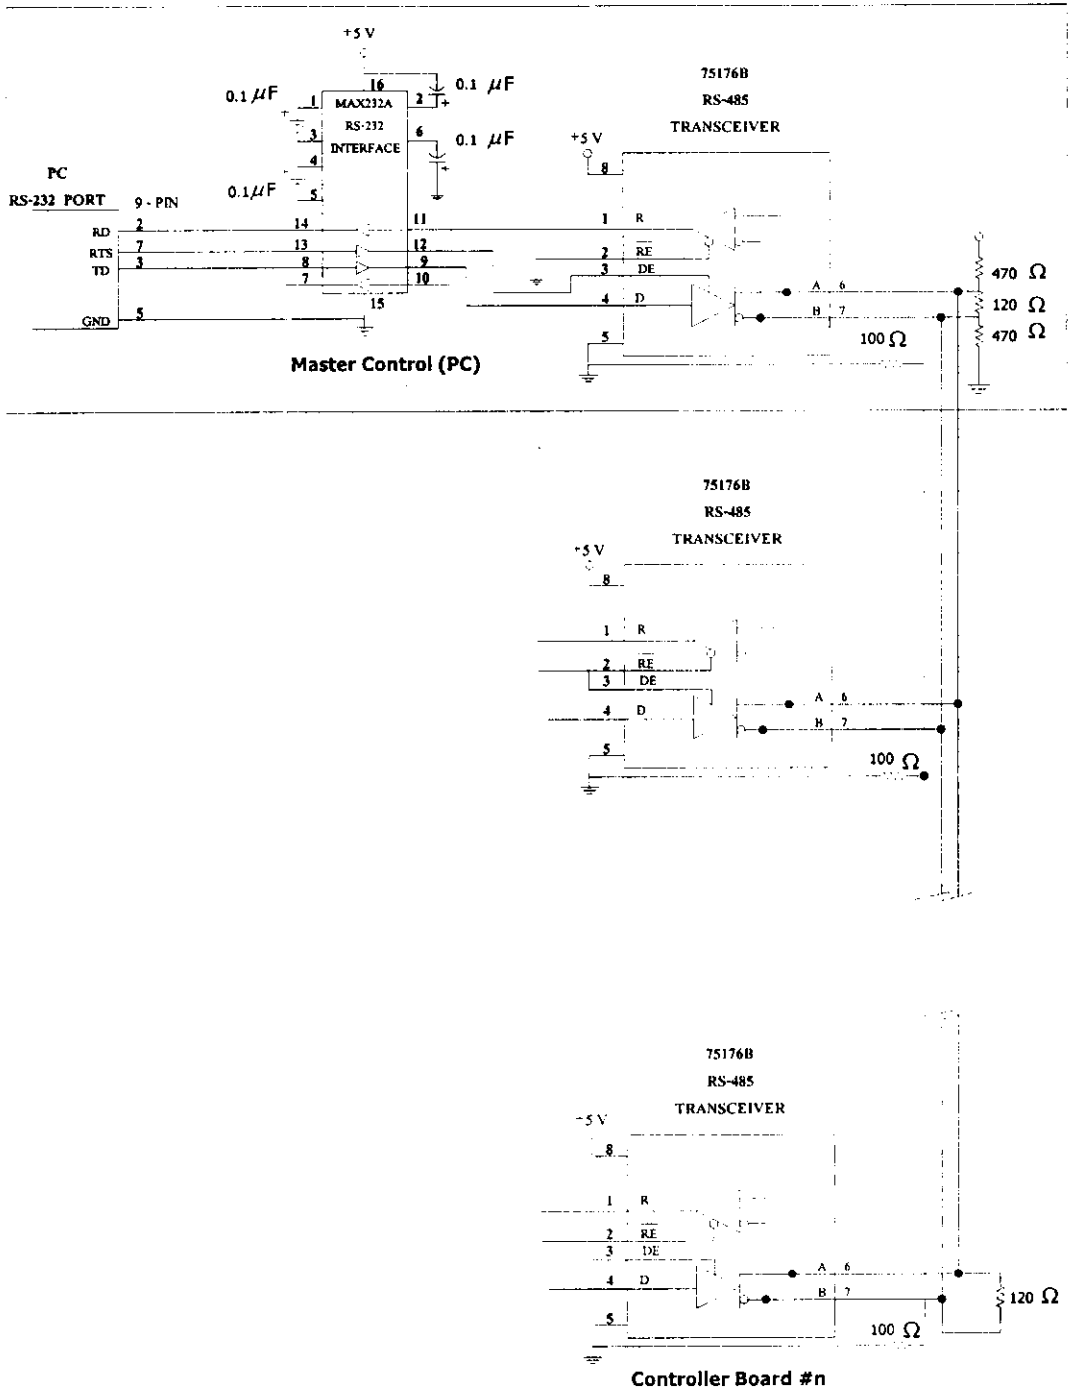 +5 V
16
0.1 μF
1
MAX232A
2
0.1 μF
RS-232
3
INTERFACE
6
0.1 μF
4
0.1 μF
5
PC
RS-232 PORT
9 - PIN
RD
2
14
11
RTS
7
13
12
TD
3
8
9
7
10
15
GND
5
Master Control (PC)
75176B
RS-485
TRANSCEIVER
+5 V
8
1
R
2
RE
3
DE
4
D
5
A
6
B
7
100 Ω
470 Ω
120 Ω
470 Ω
75176B
RS-485
TRANSCEIVER
+5 V
8
1
R
2
RE
3
DE
4
D
5
A
6
B
7
100 Ω
75176B
RS-485
TRANSCEIVER
+5 V
8
1
R
2
RE
3
DE
4
D
5
A
6
B
7
100 Ω
120 Ω
Controller Board #n